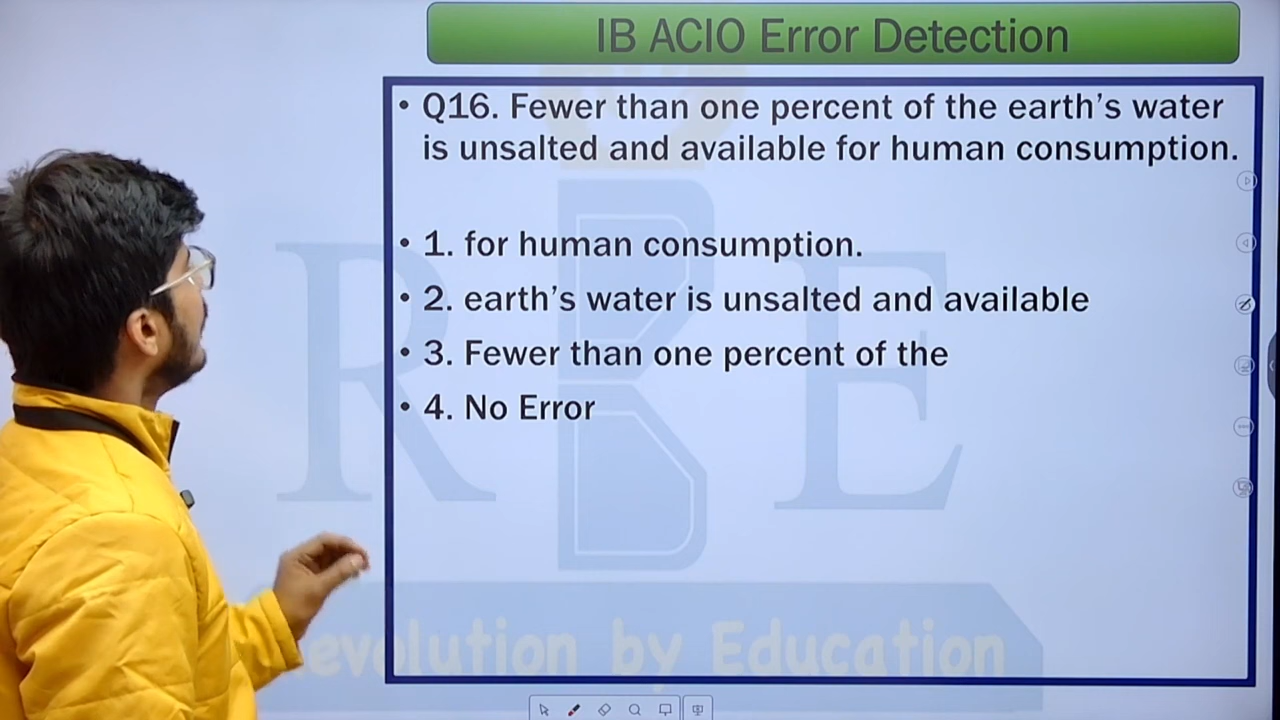 IB ACIO Error Detection
• Q16. Fewer than one percent of the earth's water
is unsalted and available for human consumption.
• 1. for human consumption.
• 2. earth's water is unsalted and available
• 3. Fewer than one percent of the
• 4. No Error
RBE
evolution by Education